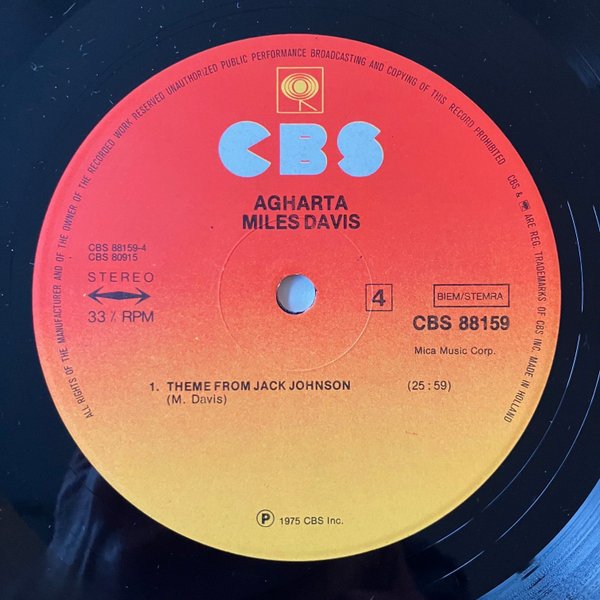 ALL RIGHTS OF THE MANUFACTURER AND OF THE OWNER OF THE RECORDED WORK RESERVED UNAUTHORIZED PUBLIC PERFORMANCE BROADCASTING AND COPYING OF THIS RECORD PROHIBITED
CBS & ARE REG. TRADEMARKS OF CBS INC. MADE IN HOLLAND
CBS
AGHARTA
MILES DAVIS
CBS 88159-4
CBS 80915
STEREO
33⅓ RPM
4
BIEM/STEMRA
CBS 88159
Mica Music Corp.
1. THEME FROM JACK JOHNSON (25:59)
(M. Davis)
℗ 1975 CBS Inc.